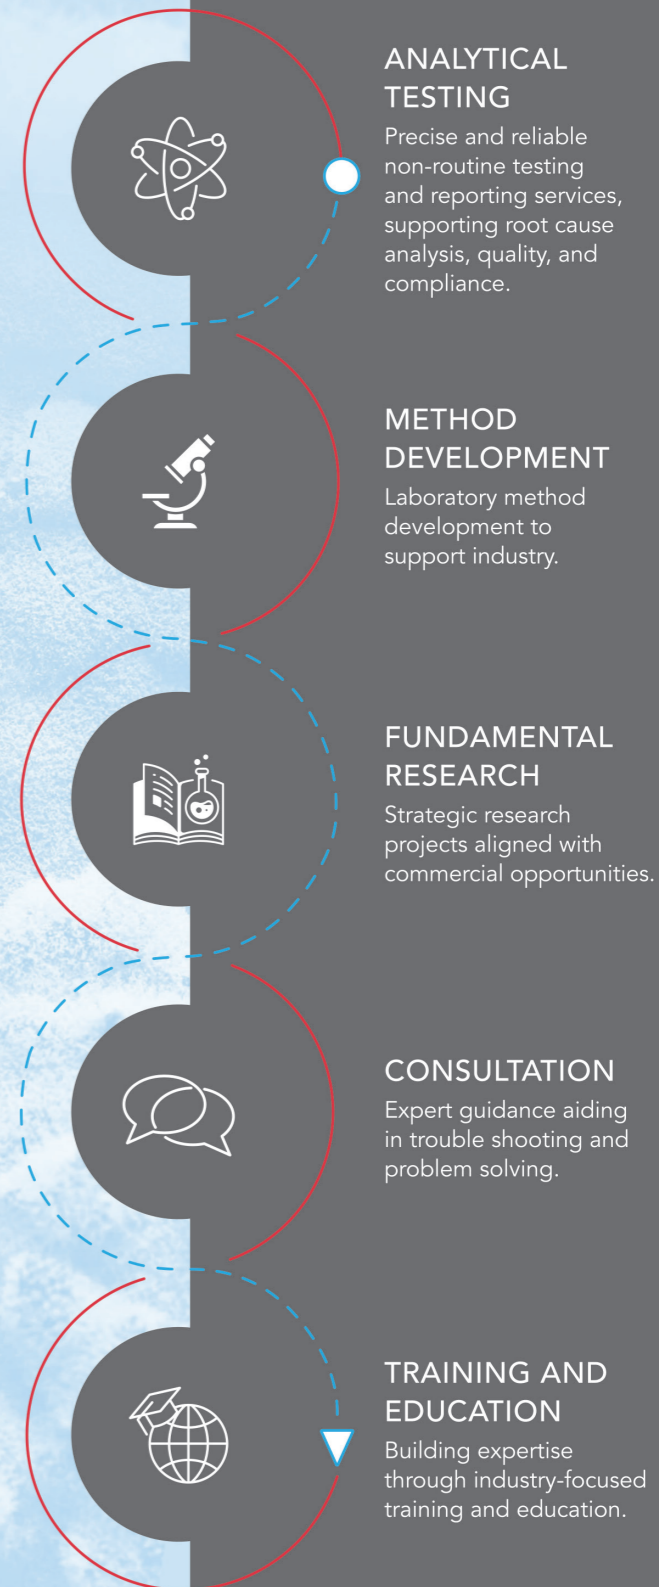 ANALYTICAL
TESTING
Precise and reliable
non-routine testing
and reporting services,
supporting root cause
analysis, quality, and
compliance.
METHOD
DEVELOPMENT
Laboratory method
development to
support industry.
FUNDAMENTAL
RESEARCH
Strategic research
projects aligned with
commercial opportunities.
CONSULTATION
Expert guidance aiding
in trouble shooting and
problem solving.
TRAINING AND
EDUCATION
Building expertise
through industry-focused
training and education.